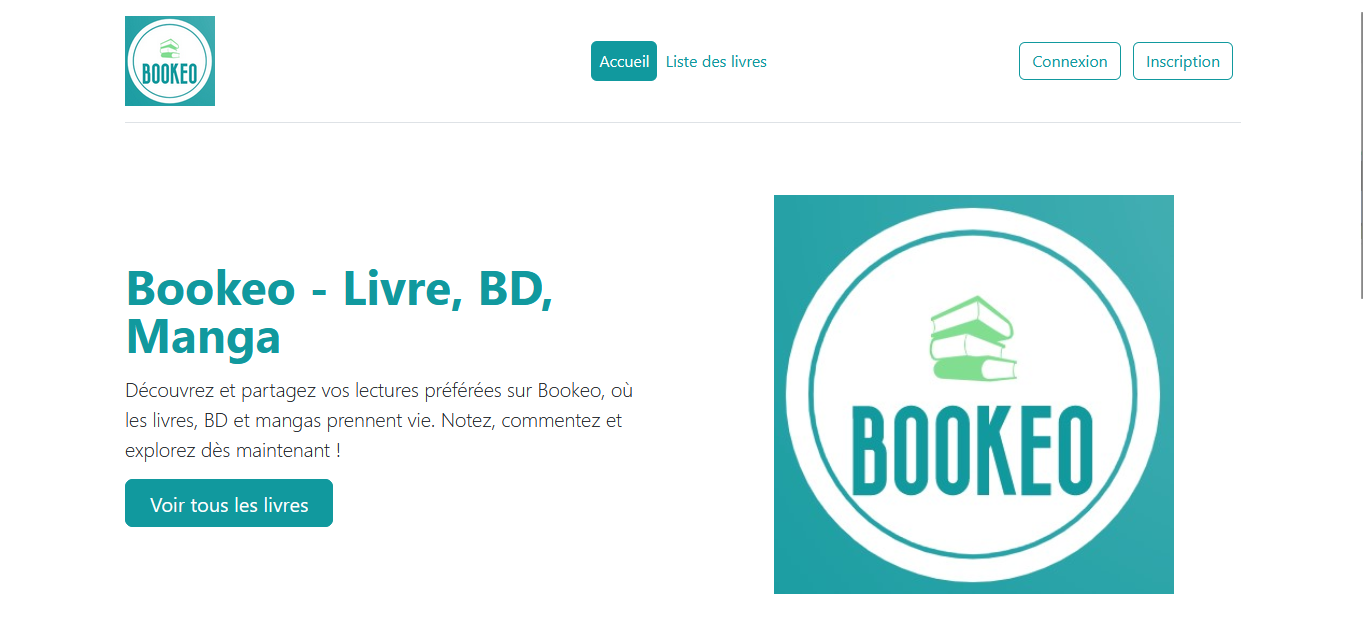 BOOKEO
Accueil
Liste des livres
Connexion
Inscription
Bookeo - Livre, BD,
Manga
Découvrez et partagez vos lectures préférées sur Bookeo, où
les livres, BD et mangas prennent vie. Notez, commentez et
explorez dès maintenant !
Voir tous les livres
BOOKEO